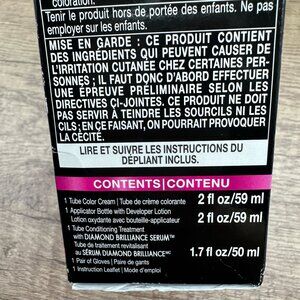 coloration.
Tenir le produit hors de portée des enfants. Ne pas
employer sur les enfants.
MISE EN GARDE : CE PRODUIT CONTIENT
DES INGRÉDIENTS QUI PEUVENT CAUSER DE
L'IRRITATION CUTANÉE CHEZ CERTAINES PER-
SONNES ; IL FAUT DONC D'ABORD EFFECTUER
UNE ÉPREUVE PRÉLIMINAIRE SELON LES
DIRECTIVES CI-JOINTES. CE PRODUIT NE DOIT
PAS SERVIR À TEINDRE LES SOURCILS NI LES
CILS ; EN CE FAISANT, ON POURRAIT PROVOQUER
LA CÉCITÉ.
LIRE ET SUIVRE LES INSTRUCTIONS DU
DÉPLIANT INCLUS.
CONTENTS | CONTENU
1 Tube Color Cream | Tube de crème colorante 2 fl oz/59 ml
1 Applicator Bottle with Developer Lotion
Lotion oxydante avec bouteille-applicateur 2 fl oz/59 ml
1 Tube Conditioning Treatment
with DIAMOND BRILLIANCE SERUM™
Tube de traitement revitalisant
au SÉRUM DIAMOND BRILLIANCE MC 1.7 fl oz/50 ml
1 Pair of Gloves | Paire de gants
1 Instruction Leaflet | Mode d'emploi